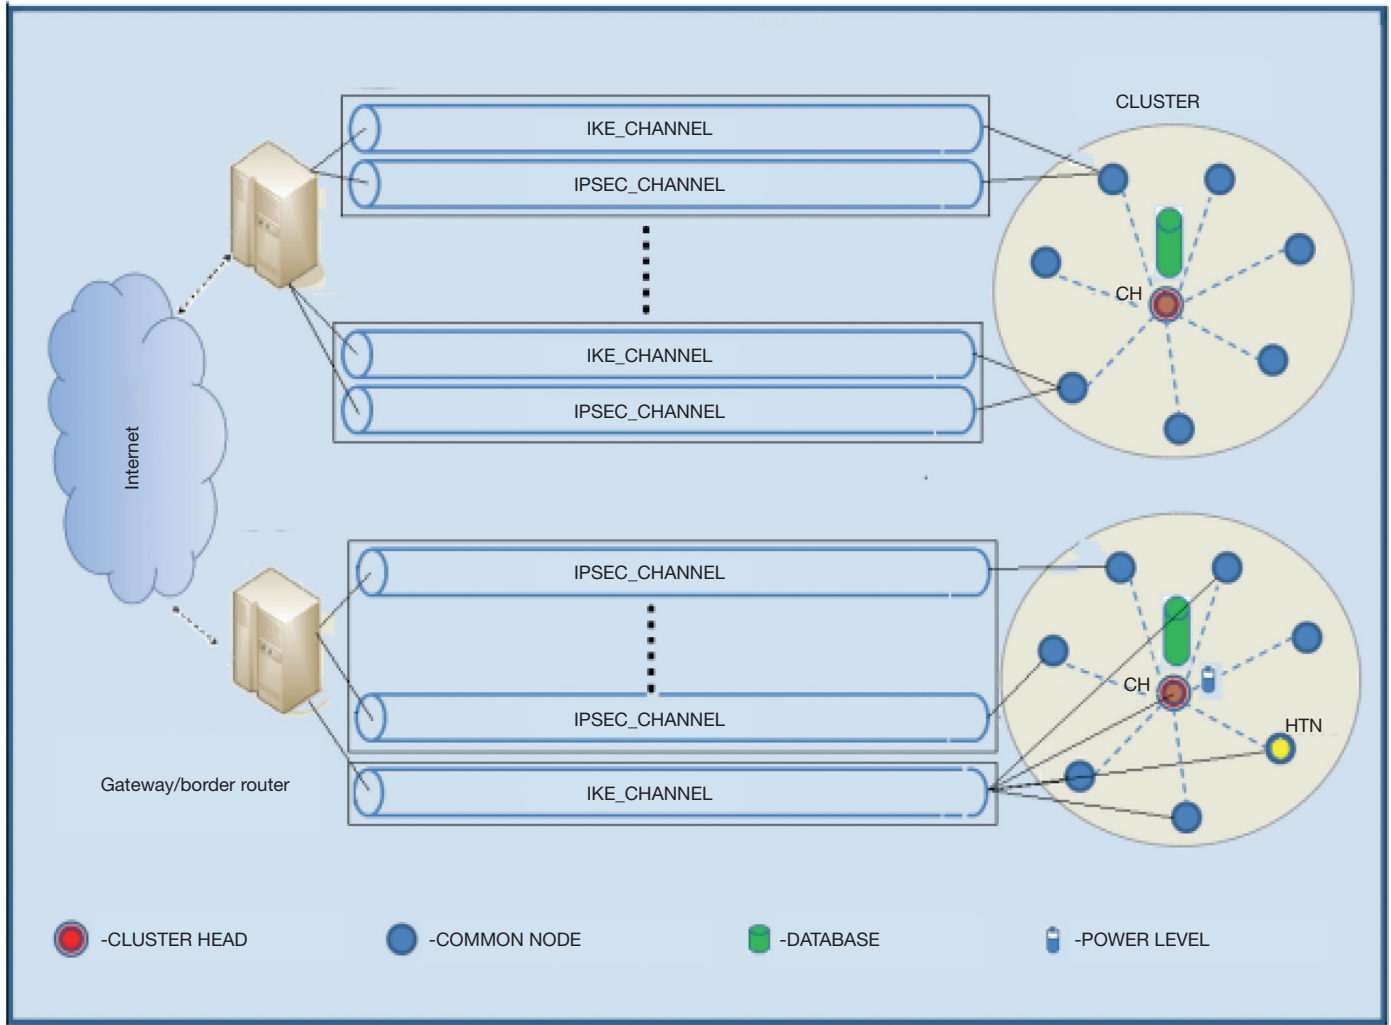 CLUSTER
IKE_CHANNEL
IPSEC_CHANNEL
CH
IKE_CHANNEL
IPSEC_CHANNEL
Internet
IPSEC_CHANNEL
CH
IPSEC_CHANNEL
HTN
Gateway/border router
IKE_CHANNEL
-CLUSTER HEAD
-COMMON NODE
-DATABASE
-POWER LEVEL